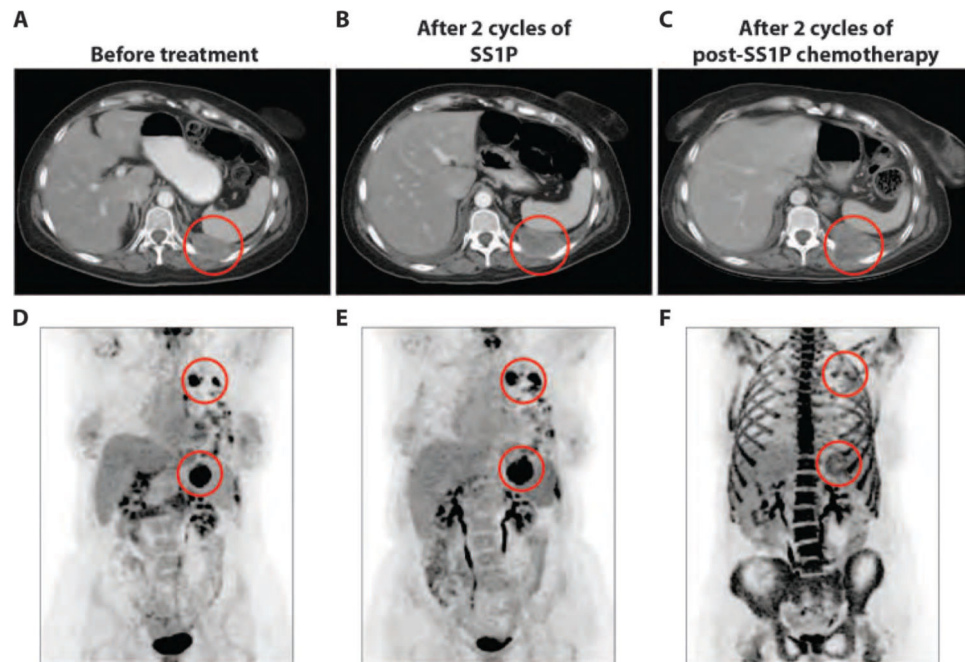 A
Before treatment
B
After 2 cycles of
SS1P
C
After 2 cycles of
post-SS1P chemotherapy
D
E
F